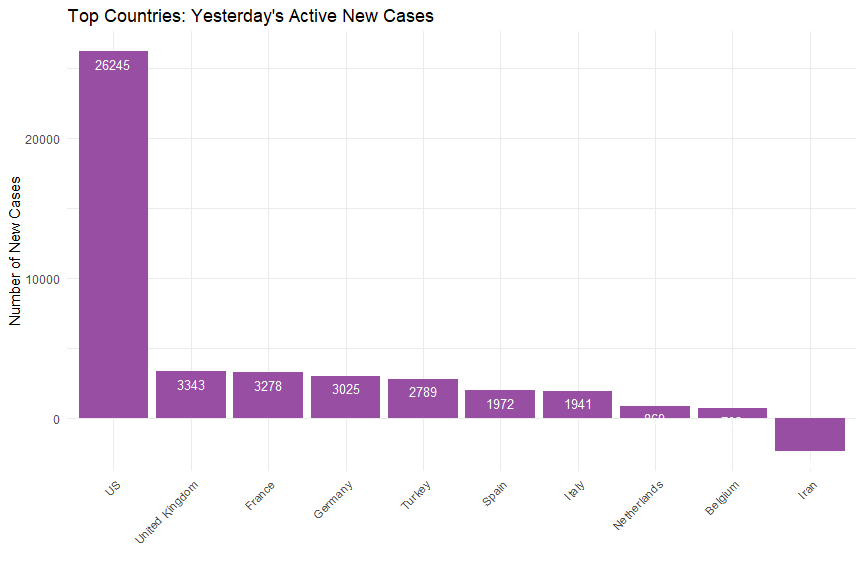 Top Countries: Yesterday's Active New Cases
Number of New Cases
20000
10000
0
26245
3343
3278
3025
2789
1972
1941
US
United Kingdom
France
Germany
Turkey
Spain
Italy
Netherlands
Belgium
Iran